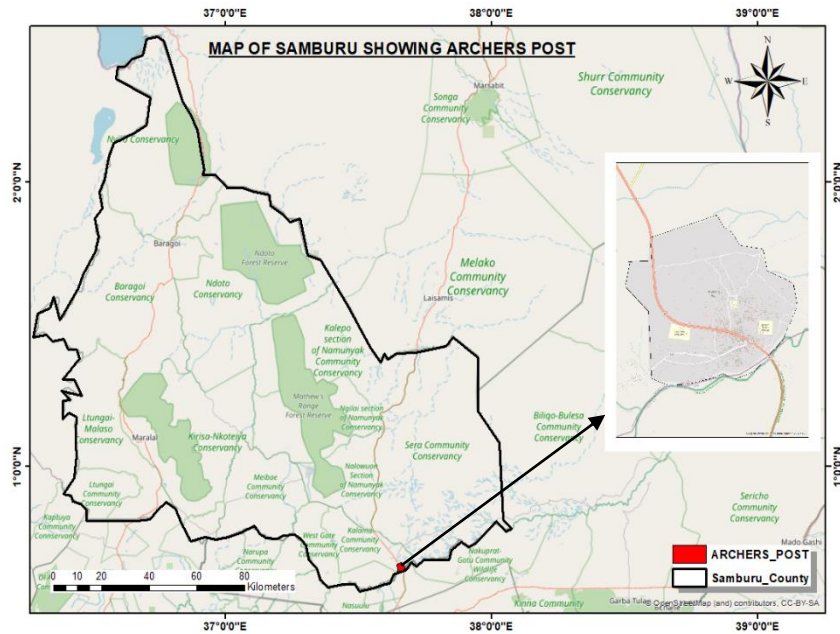 37°0'0"E
38°0'0"E
39°0'0"E
MAP OF SAMBURU SHOWING ARCHERS POST
N
W
E
S
2°0'0"N
1°0'0"N
Marsabit
Songa
Community
Conservancy
Shurr Community
Conservancy
Nyiro Conservancy
Baragoi
Ndoto
Forest Reserve
Baragoi
Conservancy
Ndoto
Conservancy
Melako
Community
Conservancy
Laisamis
Kalepo
section
of Namunyak
Community
Conservancy
Mathew's
Range
Forest Reserve
Ngilai section
of Namunyak
Conservancy
Ltungai-
Malaso
Conservancy
Maralal
Kirisa-Nkoteiya
Conservancy
Sera Community
Conservancy
Biliqo-Bulesa
Community
Conservancy
Nalowuon
Section
of Namunyak
Conservancy
Ltungai
Community
Conservancy
Meibae
Community
Conservancy
Kaptuya
Community
Conservancy
West Gate
Community
Conservancy
Kalama
Community
Conservancy
Narupa
Community
Conservancy
Nakuprat-
Gotu Community
Wildlife
Conservancy
Sericho
Community
Conservancy
Mado Gashi
Nasuulu
Kinna Community
Garba Tula
ARCHERS_POST
Samburu_County
0 10 20 40 60 80
Kilometers
© OpenStreetMap (and) contributors, CC-BY-SA
2°0'0"N
1°0'0"N
37°0'0"E
38°0'0"E
39°0'0"E